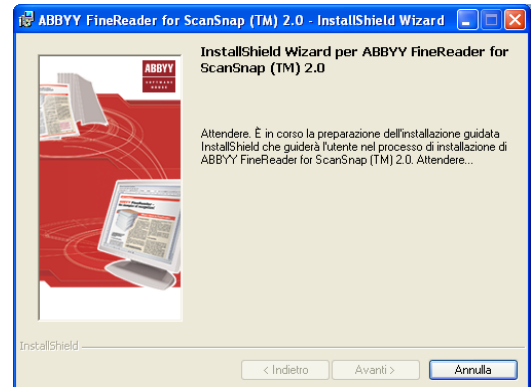 ABBYY FineReader for ScanSnap (TM) 2.0 - InstallShield Wizard
ABBYY
SOFTWARE
HOUSE
InstallShield Wizard per ABBYY FineReader for
ScanSnap (TM) 2.0
Attendere. È in corso la preparazione dell'installazione guidata
InstallShield che guiderà l'utente nel processo di installazione di
ABBYY FineReader for ScanSnap (TM) 2.0. Attendere...
InstallShield
< Indietro
Avanti >
Annulla